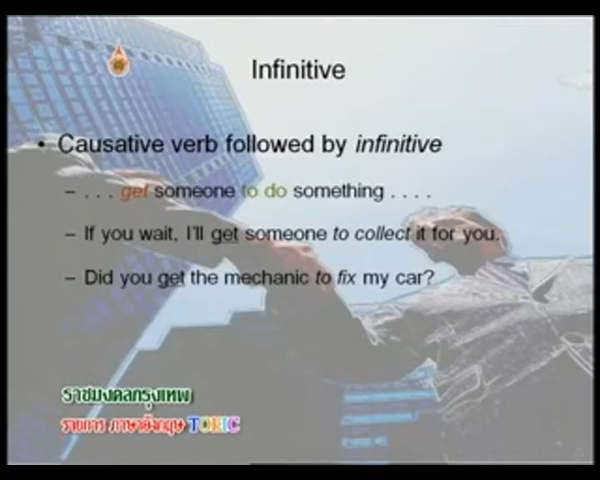 Infinitive
• Causative verb followed by infinitive
– . . . get someone to do something . . . .
– If you wait, I'll get someone to collect it for you.
– Did you get the mechanic to fix my car?
ราชมงคลกรุงเทพ
รายการ ภาษาอังกฤษ TOEIC